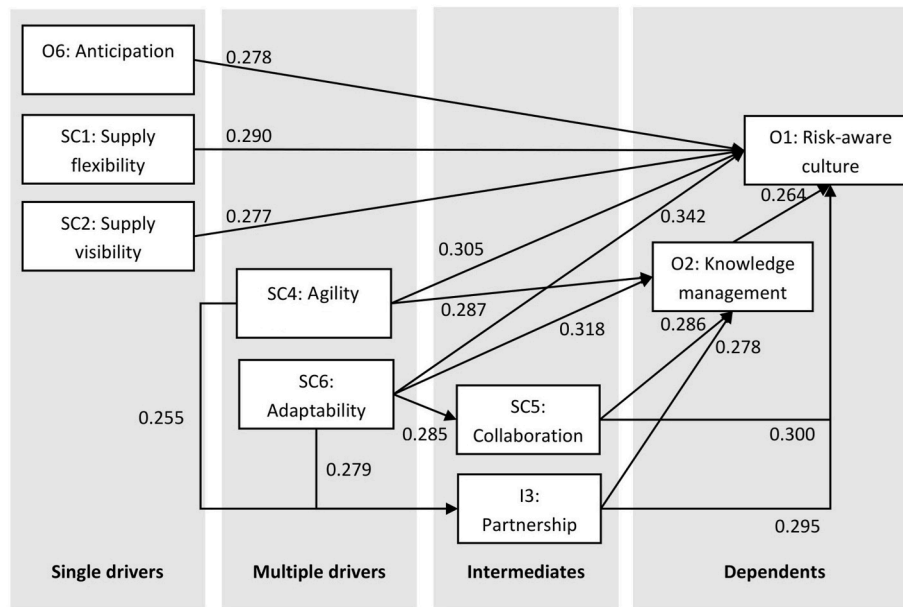 O6: Anticipation
0.278
SC1: Supply
flexibility
0.290
O1: Risk-aware
culture
SC2: Supply
visibility
0.277
0.264
0.342
0.305
SC4: Agility
O2: Knowledge
management
0.287
0.318
0.286
0.278
SC6:
Adaptability
0.255
0.285
SC5:
Collaboration
0.300
0.279
I3:
Partnership
0.295
Single drivers
Multiple drivers
Intermediates
Dependents